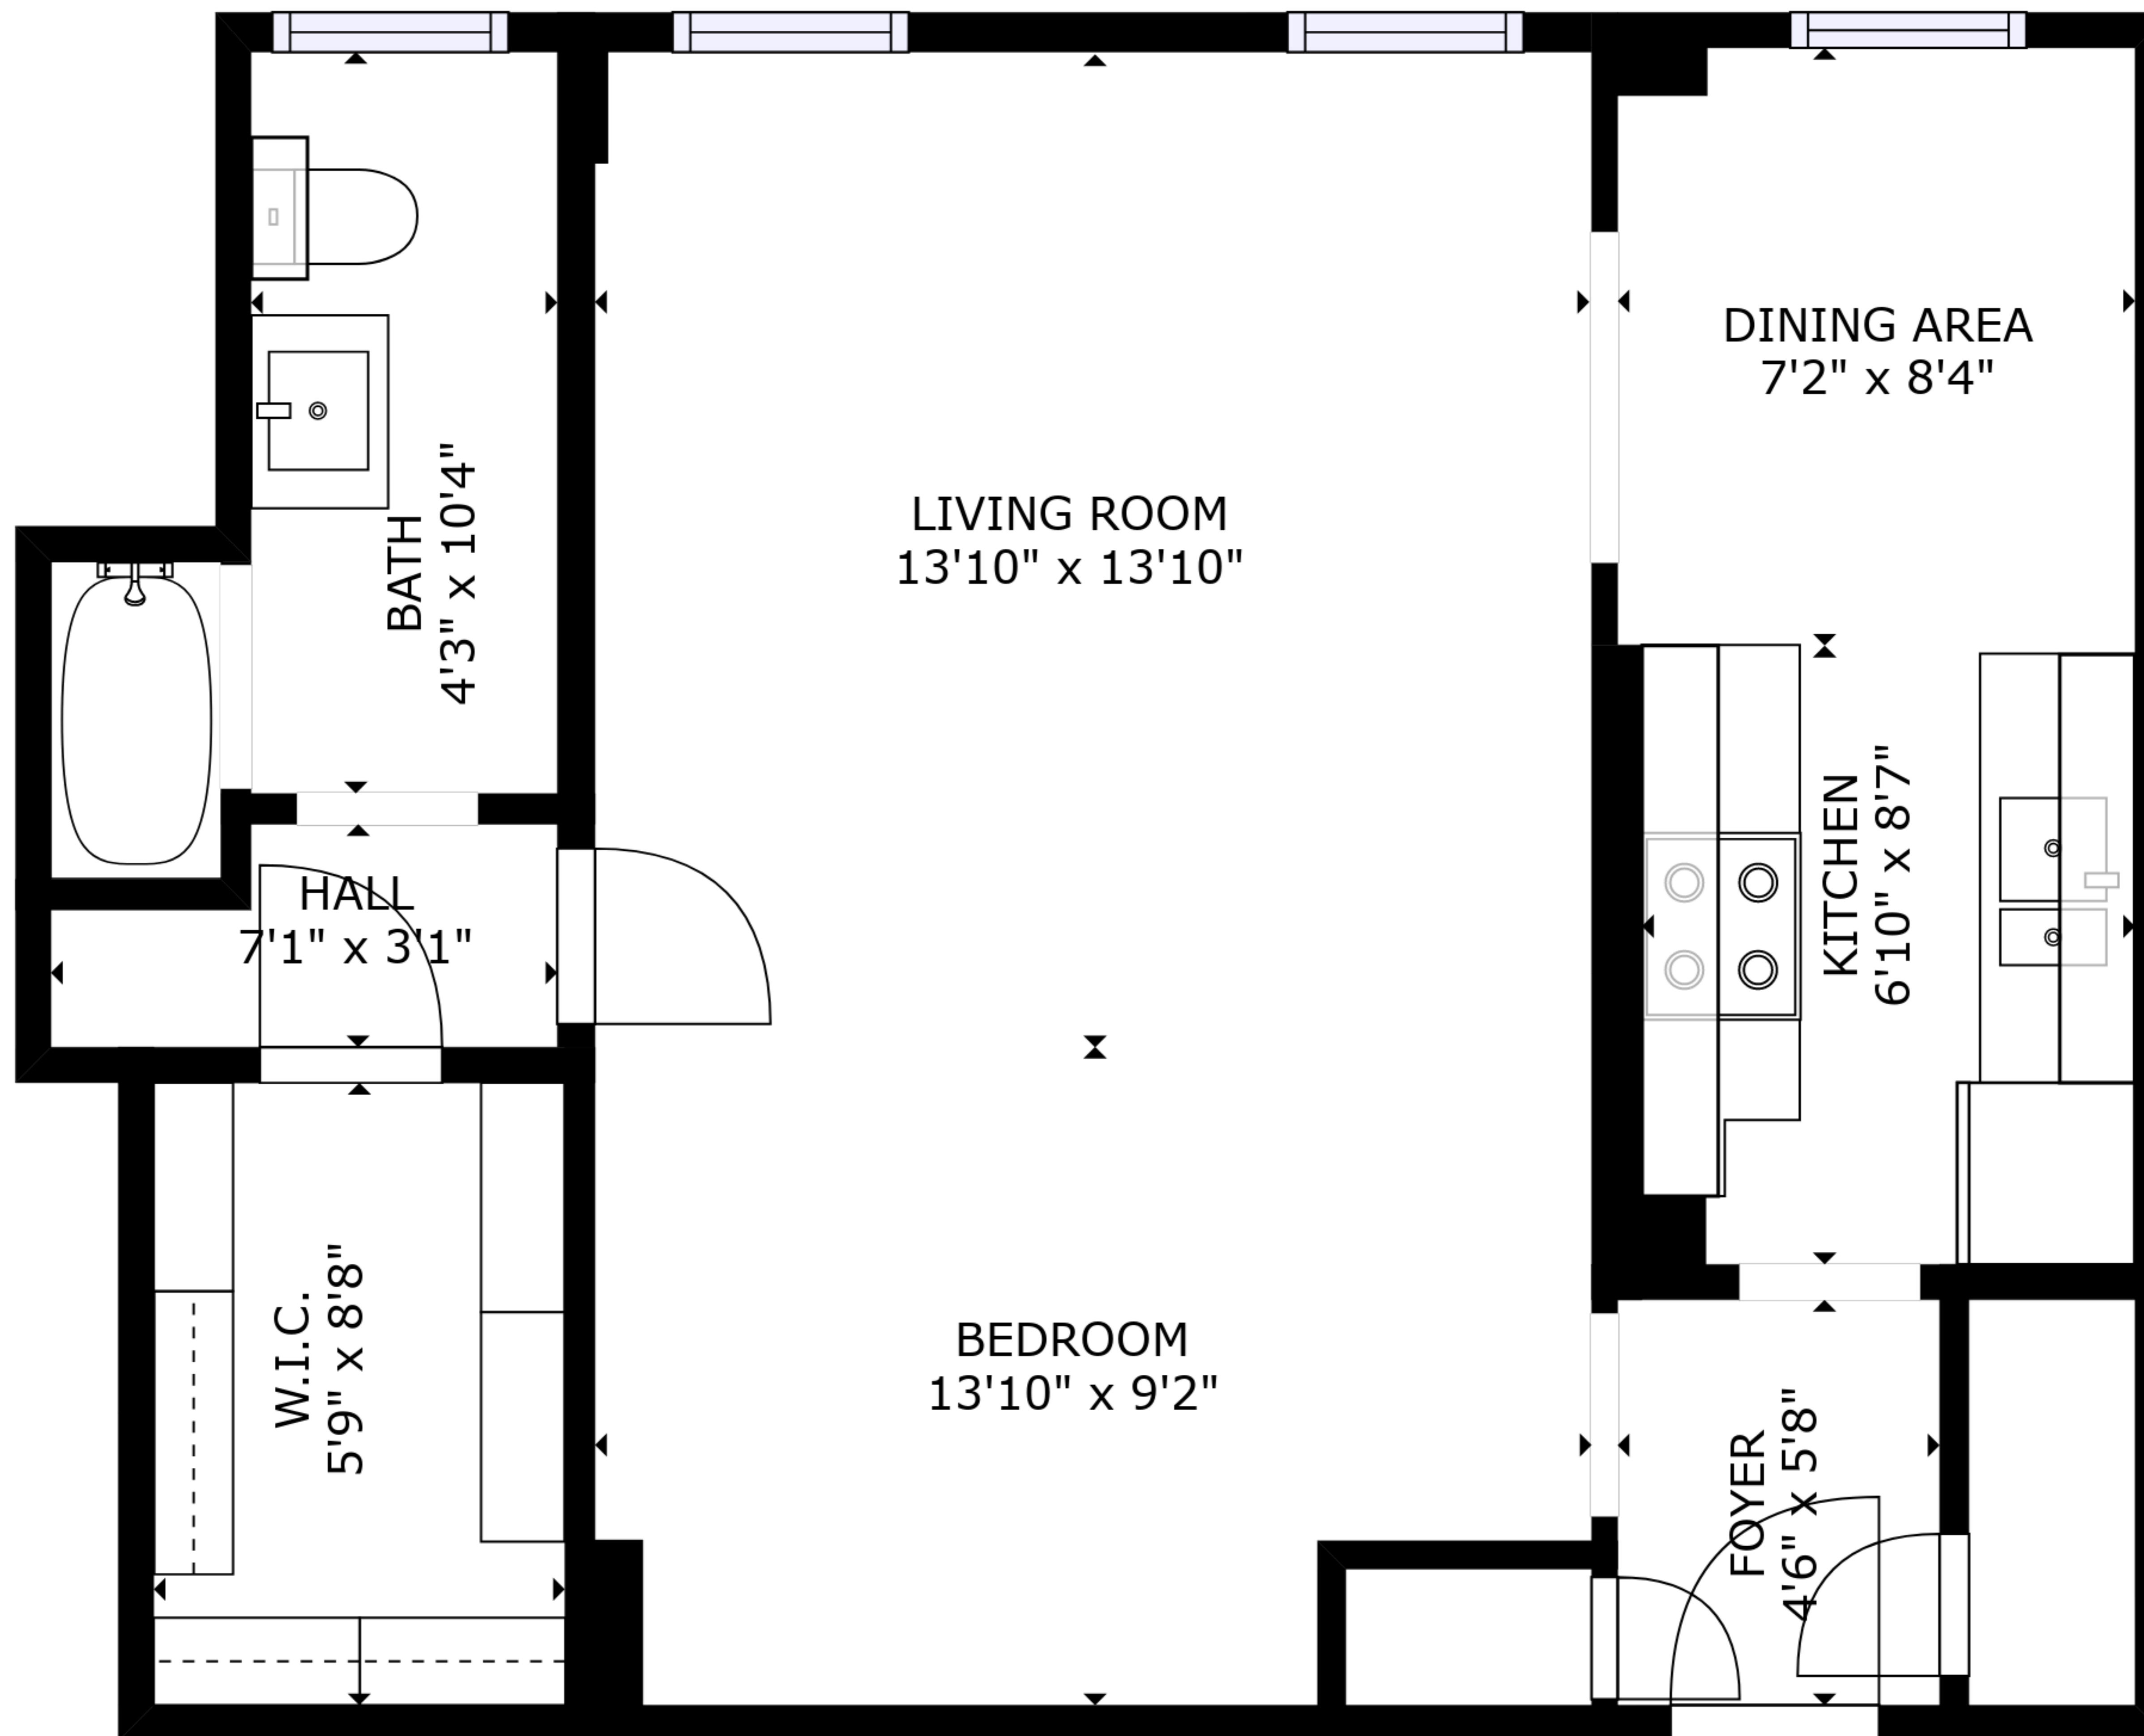 DINING AREA
7'2" x 8'4"
LIVING ROOM
13'10" x 13'10"
BATH
4'3" x 10'4"
KITCHEN
6'10" x 8'7"
HALL
7'1" x 3'1"
W.I.C.
5'9" x 8'8"
BEDROOM
13'10" x 9'2"
FOYER
4'6" x 5'8"